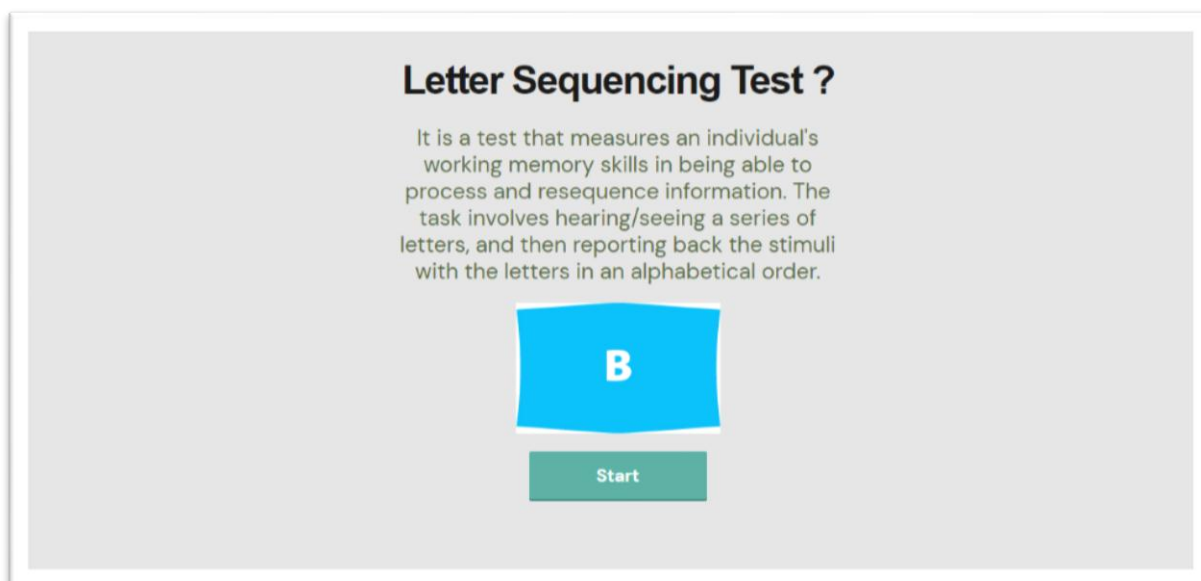 Letter Sequencing Test ?
It is a test that measures an individual's
working memory skills in being able to
process and resequence information. The
task involves hearing/seeing a series of
letters, and then reporting back the stimuli
with the letters in an alphabetical order.
B
Start